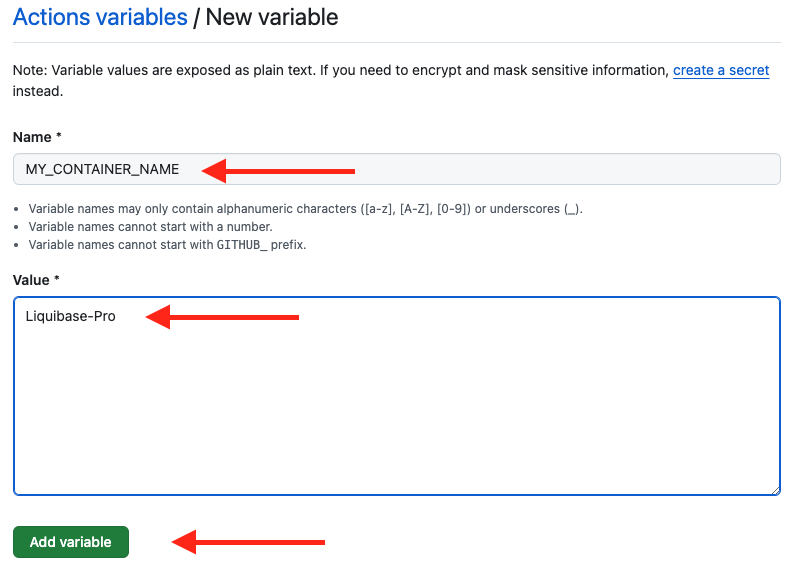 Actions variables / New variable
Note: Variable values are exposed as plain text. If you need to encrypt and mask sensitive information, create a secret
instead.
Name *
MY_CONTAINER_NAME
• Variable names may only contain alphanumeric characters ([a-z], [A-Z], [0-9]) or underscores (_).
• Variable names cannot start with a number.
• Variable names cannot start with GITHUB_ prefix.
Value *
Liquibase-Pro
Add variable